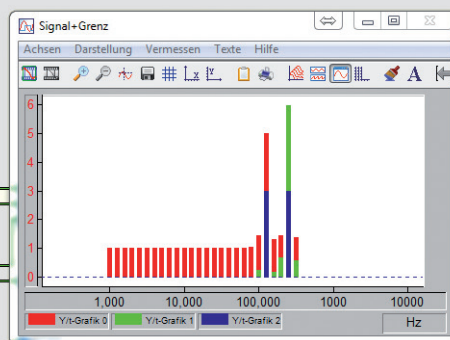 Signal+Grenz
Achsen Darstellung Vermessen Texte Hilfe
A
6
5
4
3
2
1
0
1,000 10,000 100,000 1000 10000
Y/t-Grafik 0 Y/t-Grafik 1 Y/t-Grafik 2 Hz